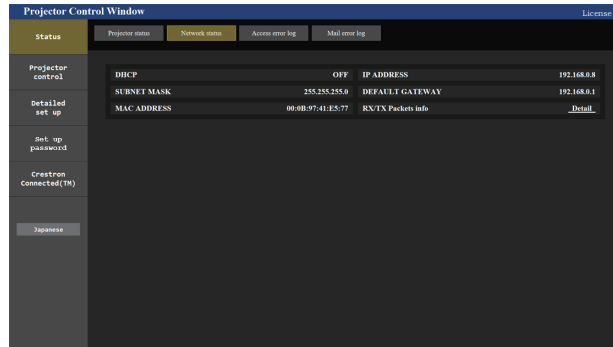 Projector Control Window
License
Status
Projector status
Network status
Access error log
Mail error log
Projector
control
Detailed
set up
Set up
password
Crestron
Connected(TM)
Japanese
DHCP OFF IP ADDRESS 192.168.0.8
SUBNET MASK 255.255.255.0 DEFAULT GATEWAY 192.168.0.1
MAC ADDRESS 00:0B:97:41:E5:77 RX/TX Packets info Detail